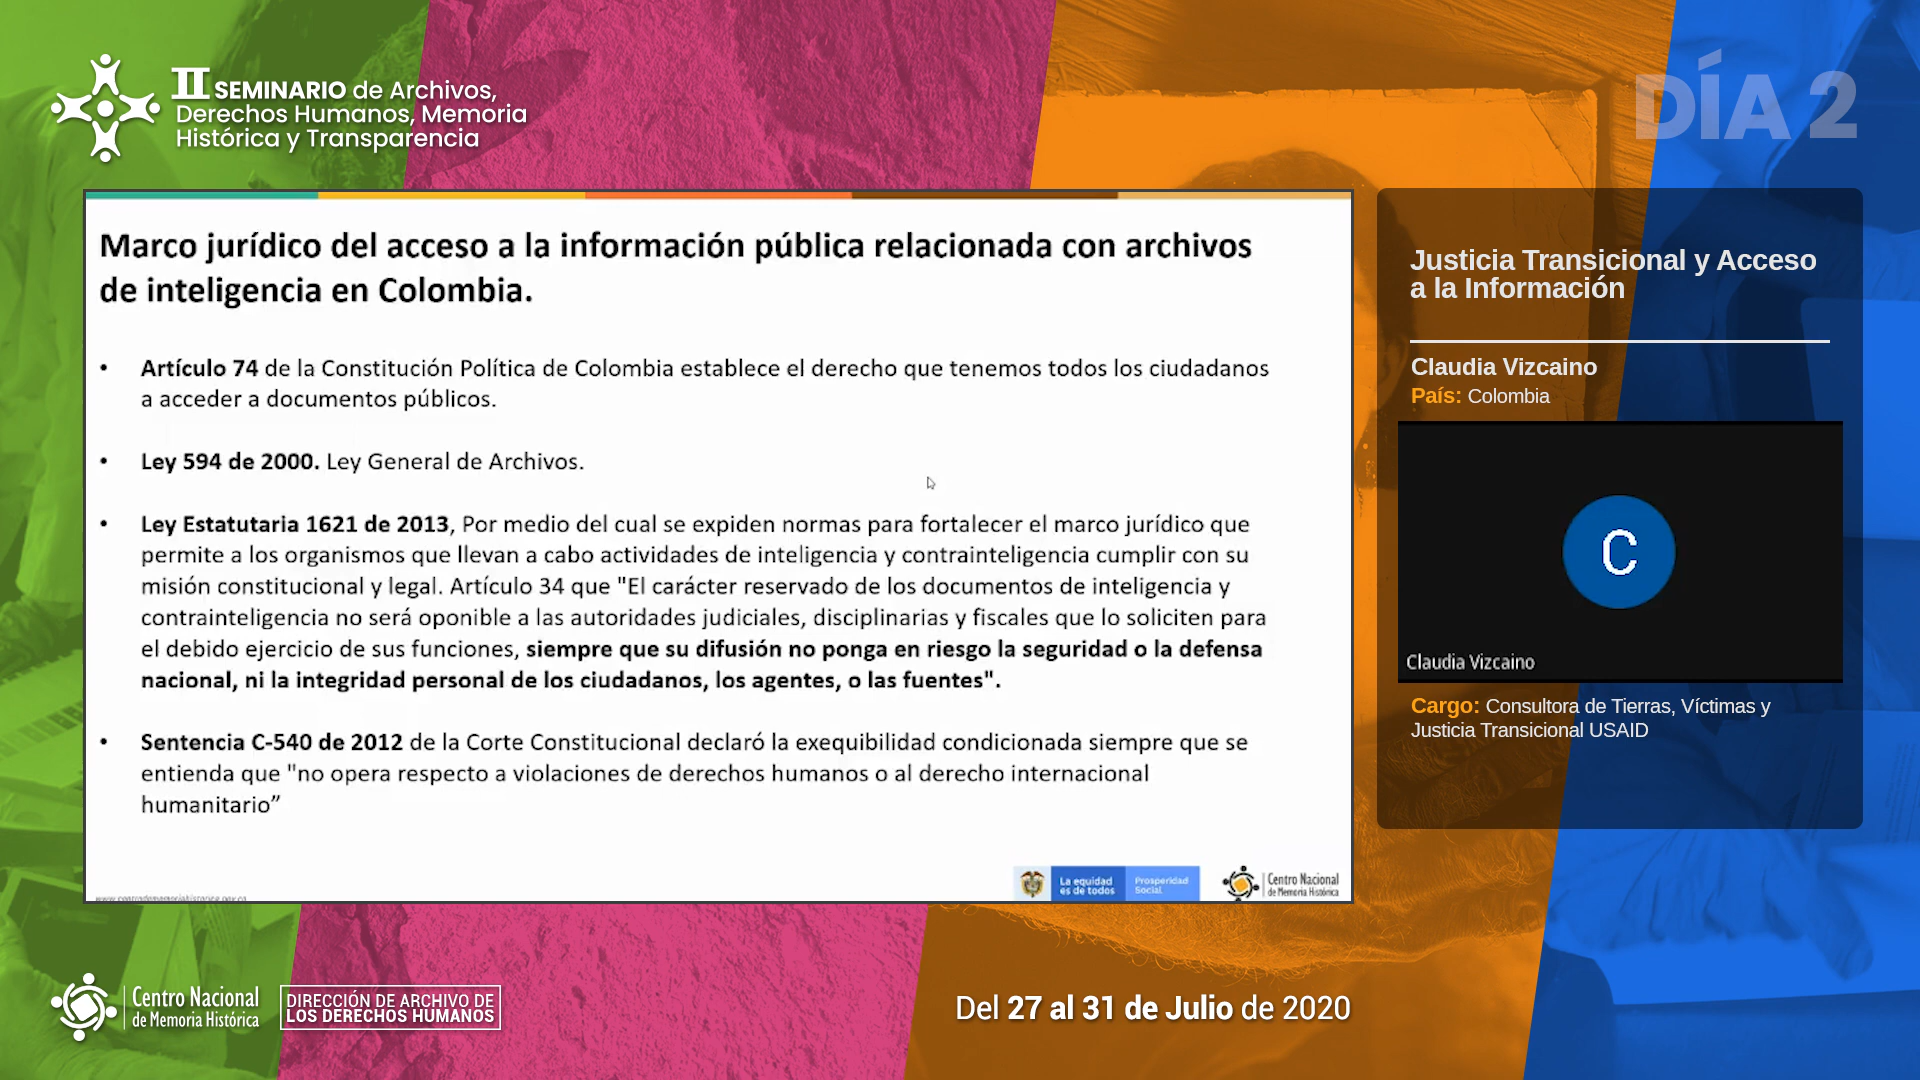 II SEMINARIO de Archivos,
Derechos Humanos, Memoria
Histórica y Transparencia
DÍA 2
Marco jurídico del acceso a la información pública relacionada con archivos
de inteligencia en Colombia.
• Artículo 74 de la Constitución Política de Colombia establece el derecho que tenemos todos los ciudadanos
a acceder a documentos públicos.
• Ley 594 de 2000. Ley General de Archivos.
• Ley Estatutaria 1621 de 2013, Por medio del cual se expiden normas para fortalecer el marco jurídico que
permite a los organismos que llevan a cabo actividades de inteligencia y contrainteligencia cumplir con su
misión constitucional y legal. Artículo 34 que "El carácter reservado de los documentos de inteligencia y
contrainteligencia no será oponible a las autoridades judiciales, disciplinarias y fiscales que lo soliciten para
el debido ejercicio de sus funciones, siempre que su difusión no ponga en riesgo la seguridad o la defensa
nacional, ni la integridad personal de los ciudadanos, los agentes, o las fuentes".
• Sentencia C-540 de 2012 de la Corte Constitucional declaró la exequibilidad condicionada siempre que se
entienda que "no opera respecto a violaciones de derechos humanos o al derecho internacional
humanitario”
www.centrodememoriahistorica.gov.co
La equidad
es de todos
Prosperidad
Social
Centro Nacional
de Memoria Histórica
Justicia Transicional y Acceso
a la Información
Claudia Vizcaino
País: Colombia
C
Claudia Vizcaino
Cargo: Consultora de Tierras, Víctimas y
Justicia Transicional USAID
Centro Nacional
de Memoria Histórica
DIRECCIÓN DE ARCHIVO DE
LOS DERECHOS HUMANOS
Del 27 al 31 de Julio de 2020